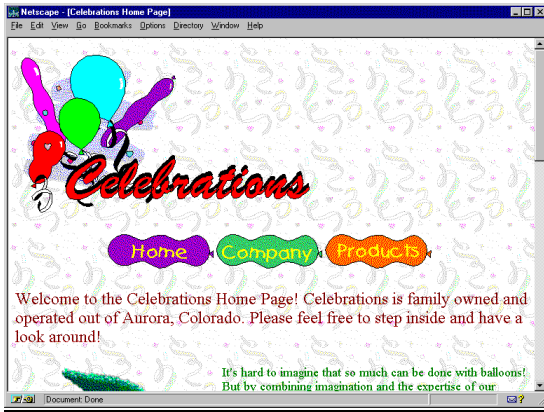 Netscape - [Celebrations Home Page]
File Edit View Go Bookmarks Options Directory Window Help
Celebrations
Home Company Products
Welcome to the Celebrations Home Page! Celebrations is family owned and
operated out of Aurora, Colorado. Please feel free to step inside and have a
look around!
It's hard to imagine that so much can be done with balloons!
But by combining imagination and the expertise of our
Document: Done